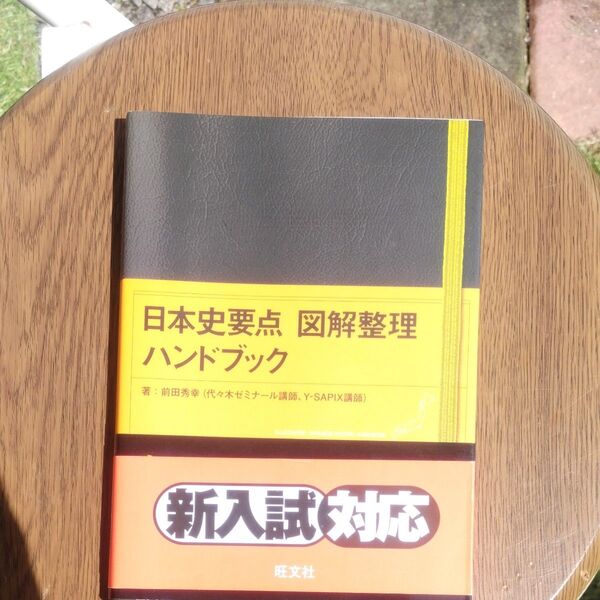 日本史要点 図解整理
ハンドブック
著：前田秀幸（代々木ゼミナール講師、Y-SAPIX講師）
新入試対応
旺文社